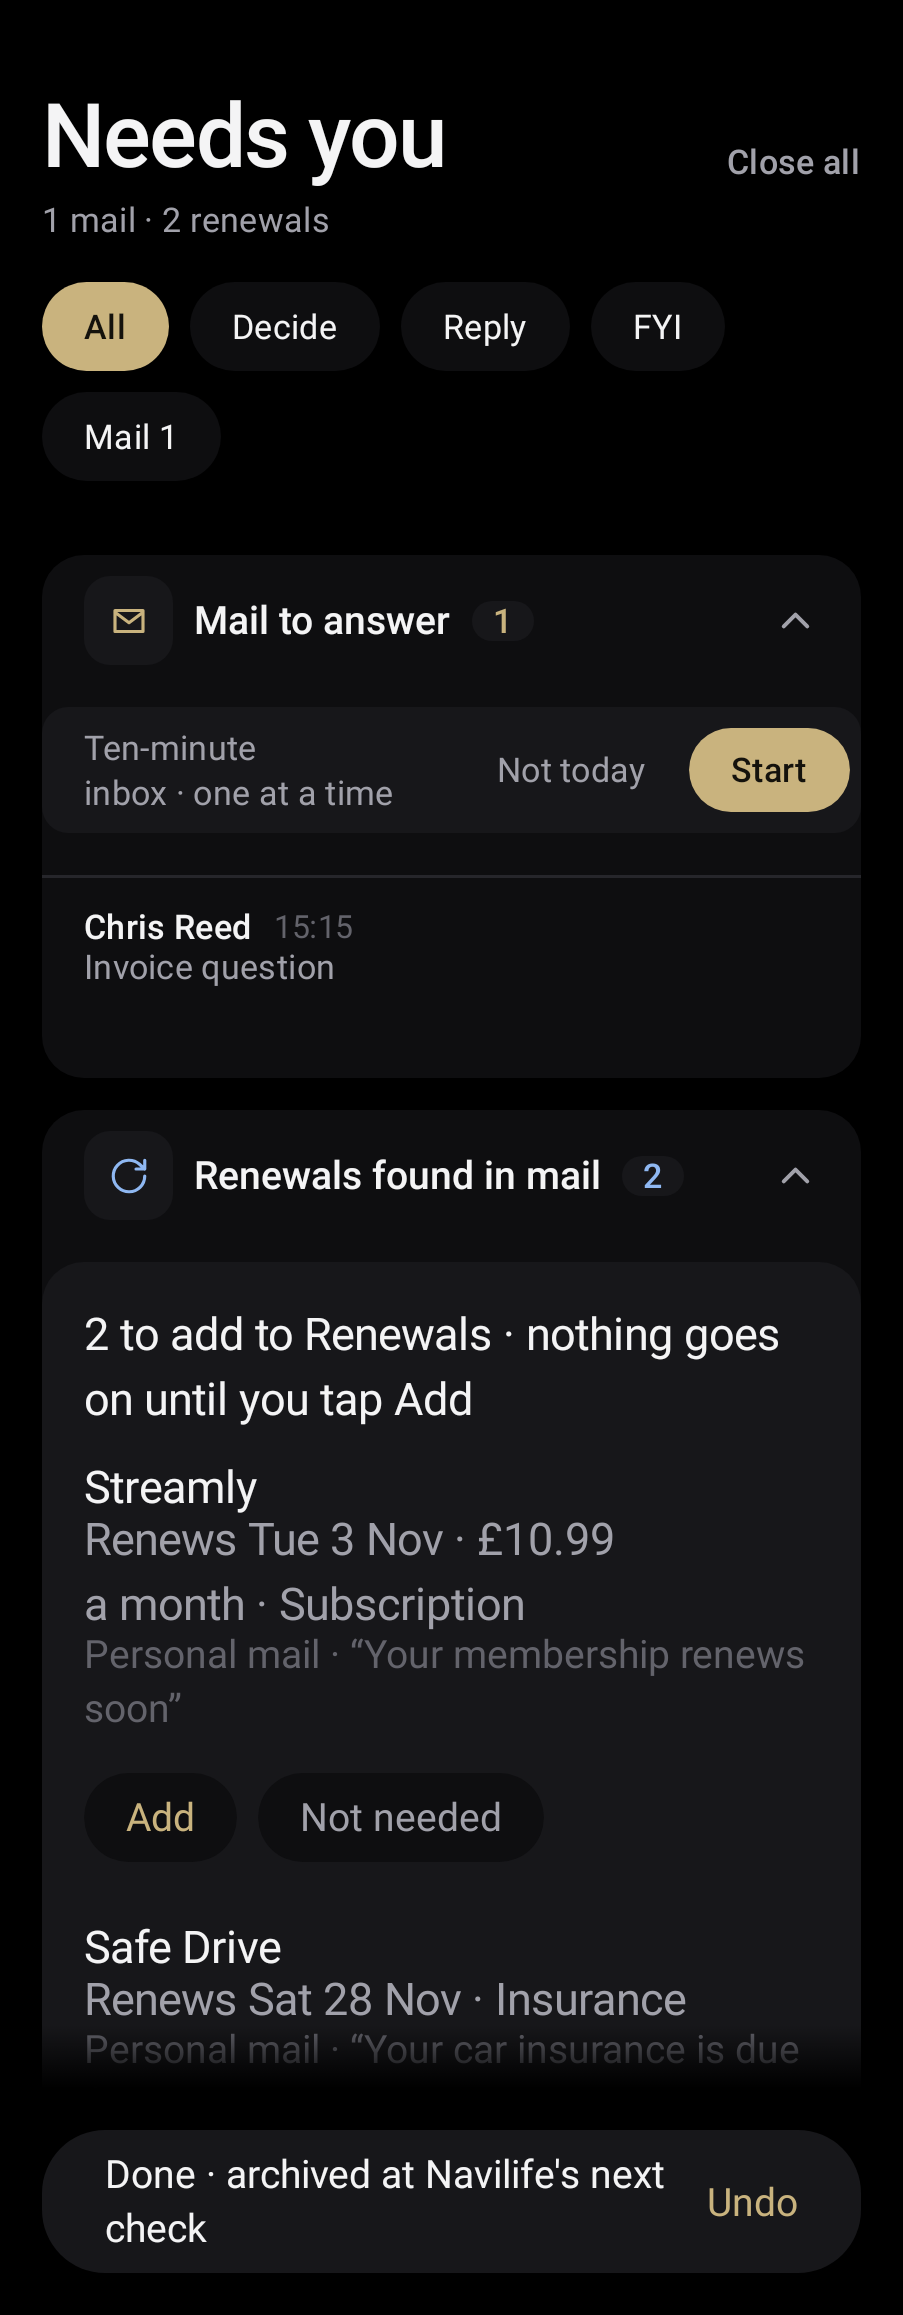 Needs you
Close all
1 mail · 2 renewals
All
Decide
Reply
FYI
Mail 1
Mail to answer 1
Ten-minute
inbox · one at a time
Not today
Start
Chris Reed 15:15
Invoice question
Renewals found in mail 2
2 to add to Renewals · nothing goes
on until you tap Add
Streamly
Renews Tue 3 Nov · £10.99
a month · Subscription
Personal mail · “Your membership renews
soon”
Add
Not needed
Safe Drive
Renews Sat 28 Nov · Insurance
Personal mail · “Your car insurance is due
Done · archived at Navilife's next
check
Undo